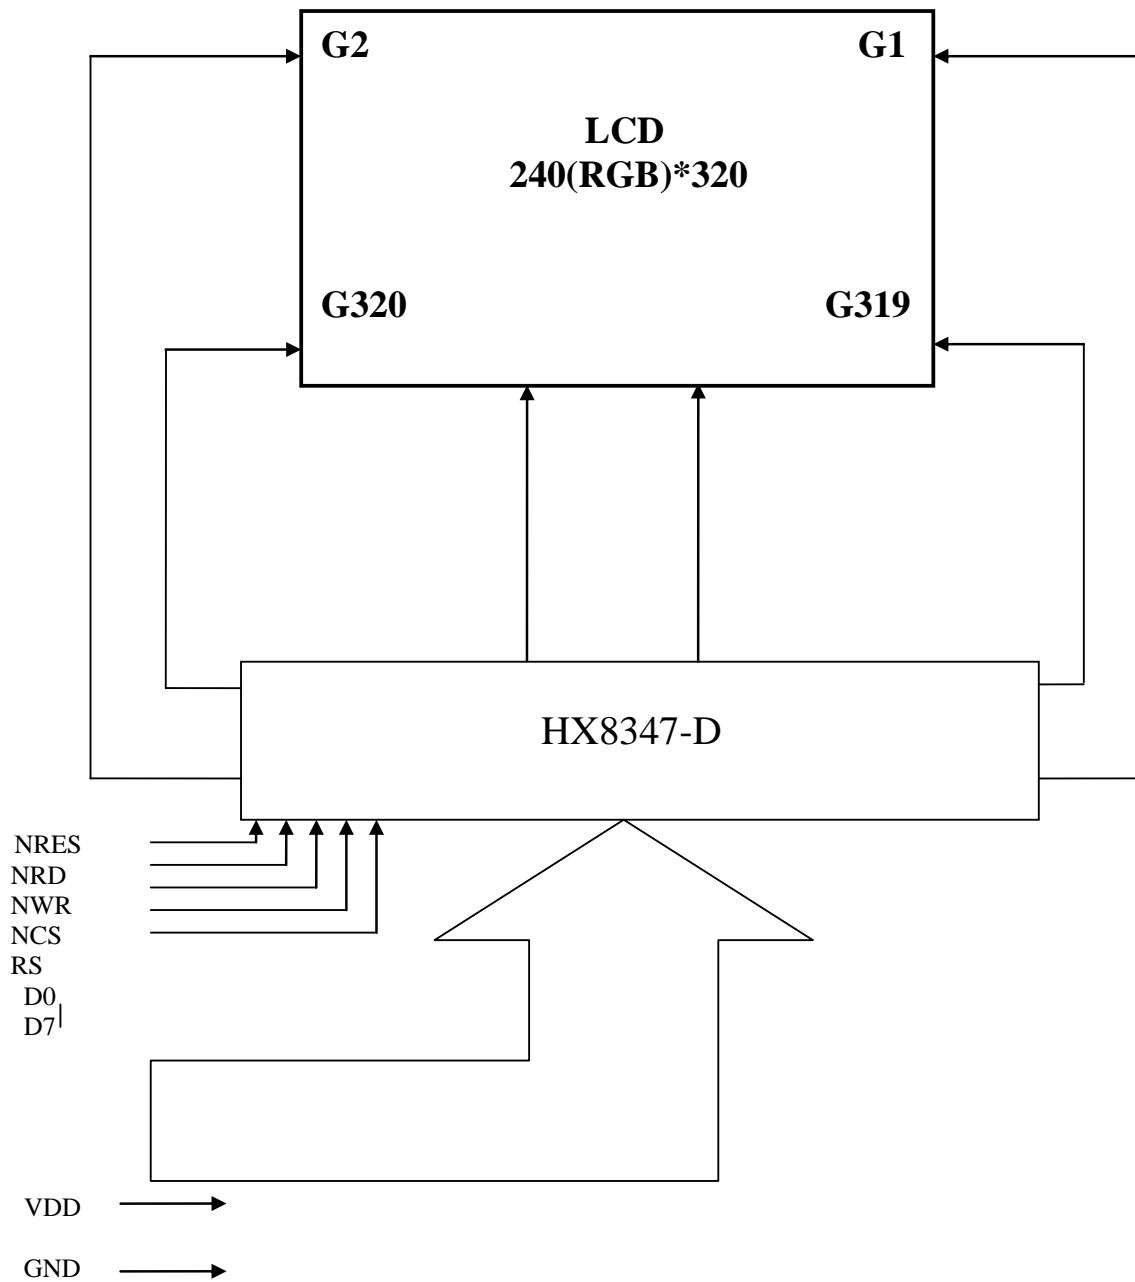 G2 G1
LCD
240(RGB)*320
G320 G319
HX8347-D
NRES
NRD
NWR
NCS
RS
D0
D7
VDD
GND